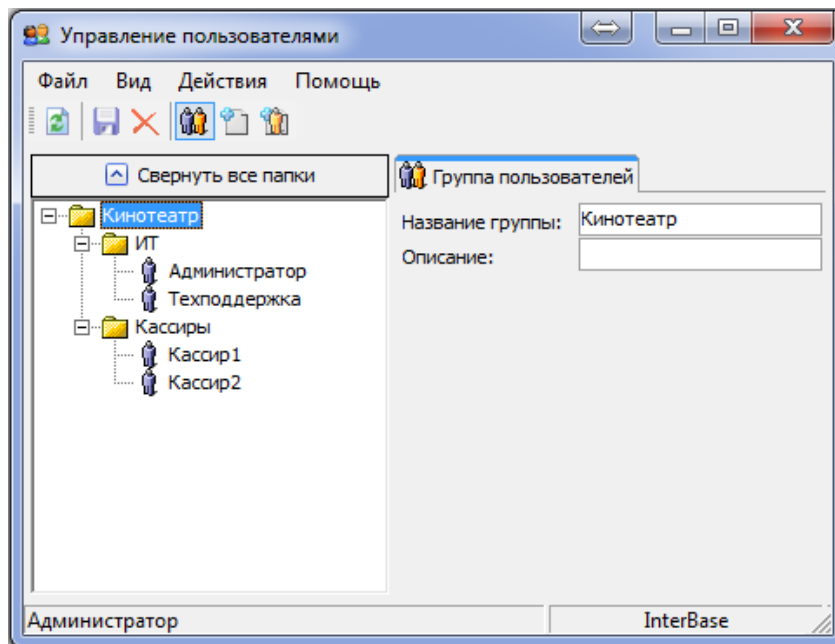 Управление пользователями
Файл Вид Действия Помощь
Свернуть все папки
Группа пользователей
Кинотеатр
Название группы: Кинотеатр
ИТ
Описание:
Администратор
Техподдержка
Кассиры
Кассир1
Кассир2
Администратор
InterBase